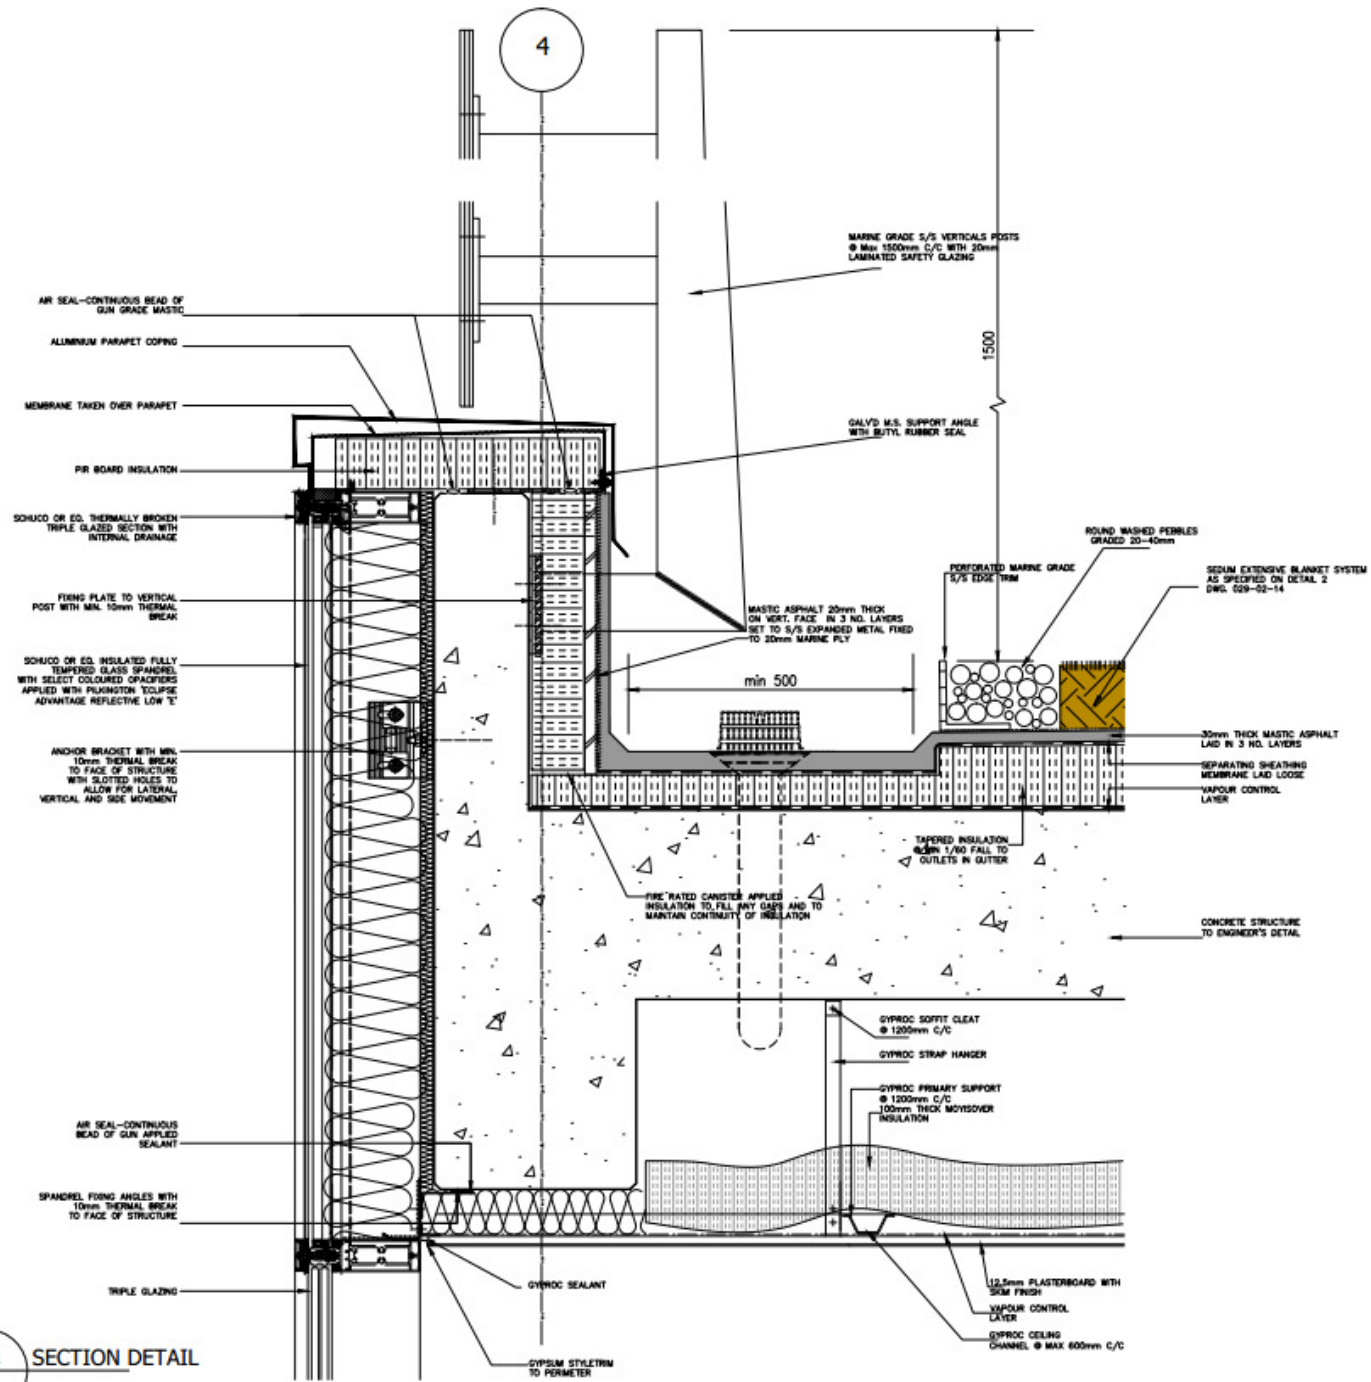 4
MARINE GRADE S/S VERTICALS POSTS
@ Max 1500mm C/C WITH 20mm
LAMINATED SAFETY GLAZING
1500
AIR SEAL-CONTINUOUS BEAD OF
GUN GRADE MASTIC
ALUMINIUM PARAPET COPING
MEMBRANE TAKEN OVER PARAPET
GALV'D M.S. SUPPORT ANGLE
WITH BUTYL RUBBER SEAL
PIR BOARD INSULATION
SCHUCO OR EQ. THERMALLY BROKEN
TRIPLE GLAZED SECTION WITH
INTERNAL DRAINAGE
ROUND WASHED PEBBLES
GRADED 20-40mm
PERFORATED MARINE GRADE
S/S EDGE TRIM
SEDUM EXTENSIVE BLANKET SYSTEM
AS SPECIFIED ON DETAIL 2
DWG. 029-02-14
FIXING PLATE TO VERTICAL
POST WITH MIN. 10mm THERMAL
BREAK
MASTIC ASPHALT 20mm THICK
ON VERT. FACE IN 3 NO. LAYERS
SET TO S/S EXPANDED METAL FIXED
TO 20mm MARINE PLY
SCHUCO OR EQ. INSULATED FULLY
TEMPERED GLASS SPANDREL
WITH SELECT COLOURED OPACIFIERS
APPLIED WITH PILKINGTON 'ECLIPSE
ADVANTAGE REFLECTIVE LOW 'E'
min 500
30mm THICK MASTIC ASPHALT
LAID IN 3 NO. LAYERS
SEPARATING SHEATHING
MEMBRANE LAID LOOSE
VAPOUR CONTROL
LAYER
ANCHOR BRACKET WITH MIN.
10mm THERMAL BREAK
TO FACE OF STRUCTURE
WITH SLOTTED HOLES TO
ALLOW FOR LATERAL,
VERTICAL AND SIDE MOVEMENT
TAPERED INSULATION
@ MIN 1/60 FALL TO
OUTLETS IN GUTTER
FIRE RATED CANISTER APPLIED
INSULATION TO FILL ANY GAPS AND TO
MAINTAIN CONTINUITY OF INSULATION
CONCRETE STRUCTURE
TO ENGINEER'S DETAIL
GYPROC SOFFIT CLEAT
@ 1200mm C/C
GYPROC STRAP HANGER
GYPROC PRIMARY SUPPORT
@ 1200mm C/C
100mm THICK MOYISOVER
INSULATION
AIR SEAL-CONTINUOUS
BEAD OF GUN APPLIED
SEALANT
SPANDREL FIXING ANGLES WITH
10mm THERMAL BREAK
TO FACE OF STRUCTURE
TRIPLE GLAZING
GYPROC SEALANT
12.5mm PLASTERBOARD WITH
SKIM FINISH
VAPOUR CONTROL
LAYER
GYPROC CEILING
CHANNEL @ MAX 600mm C/C
GYPSUM STYLETRIM
TO PERIMETER
SECTION DETAIL